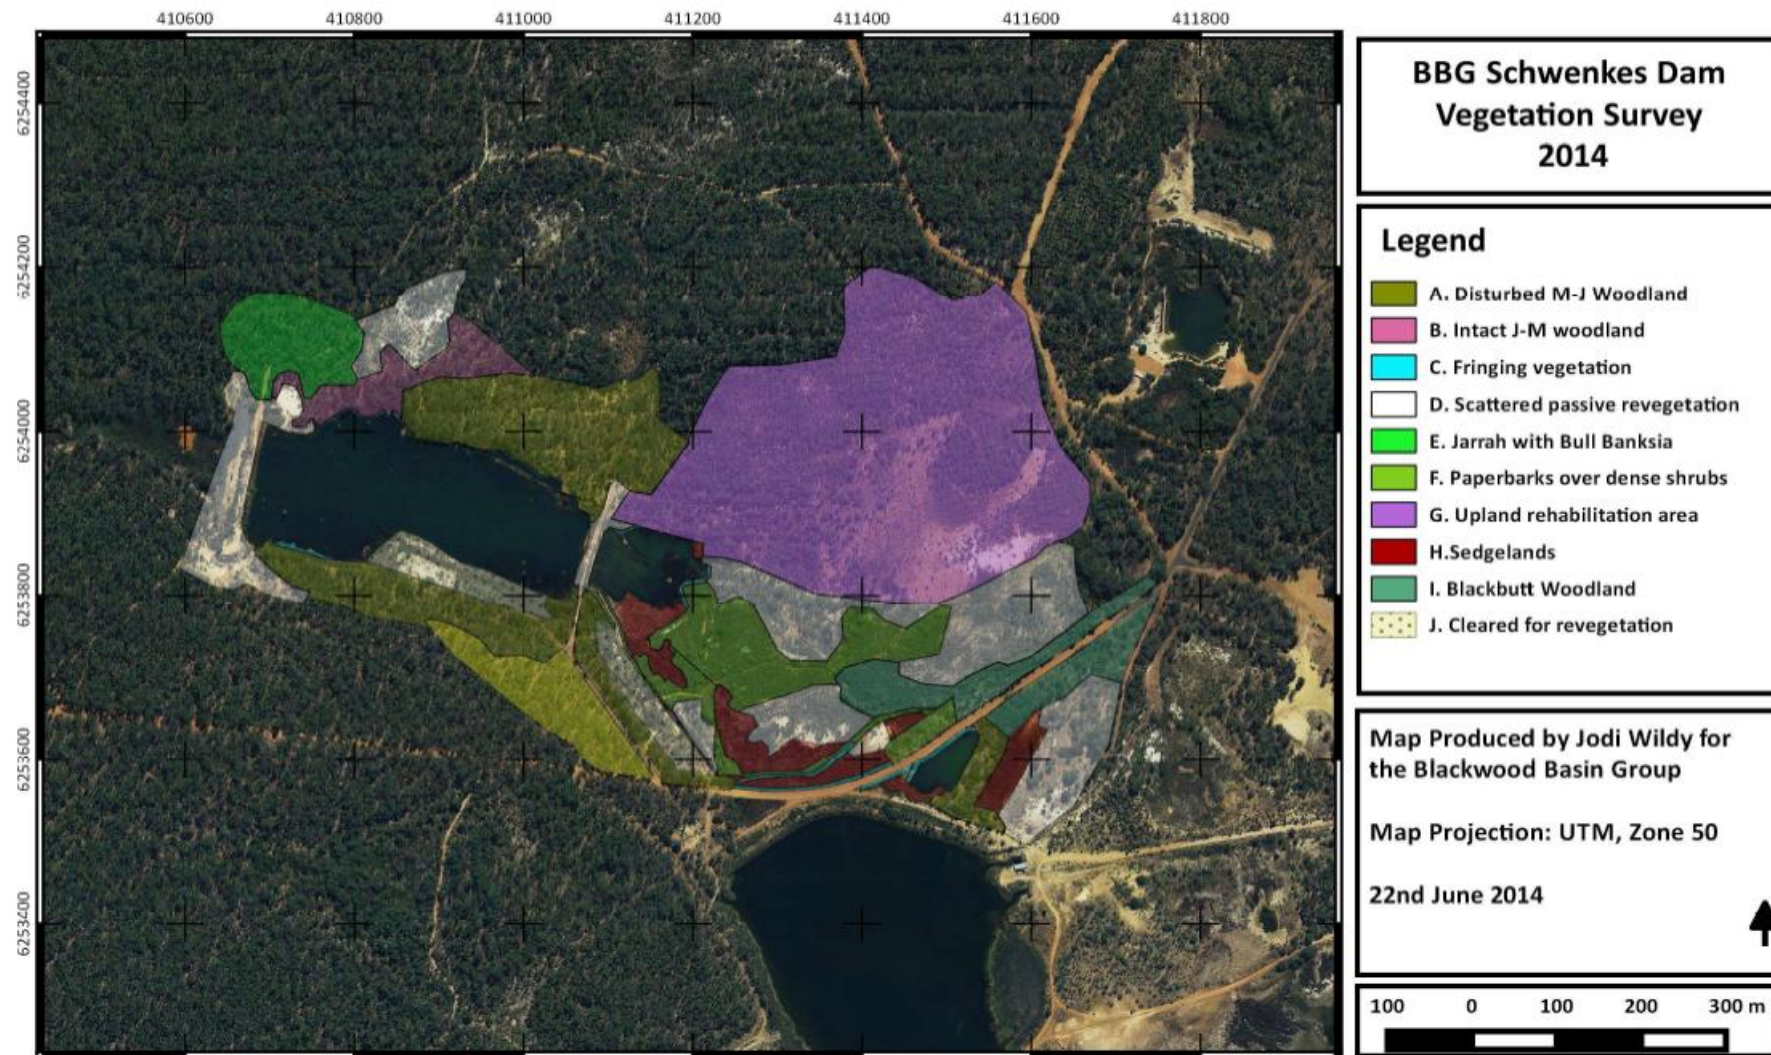 410600 410800 411000 411200 411400 411600 411800
6254400
6254200
6254000
6253800
6253600
6253400
BBG Schwenkes Dam
Vegetation Survey
2014
Legend
A. Disturbed M-J Woodland
B. Intact J-M woodland
C. Fringing vegetation
D. Scattered passive revegetation
E. Jarrah with Bull Banksia
F. Paperbarks over dense shrubs
G. Upland rehabilitation area
H.Sedgelands
I. Blackbutt Woodland
J. Cleared for revegetation
Map Produced by Jodi Wildy for
the Blackwood Basin Group
Map Projection: UTM, Zone 50
22nd June 2014
100 0 100 200 300 m